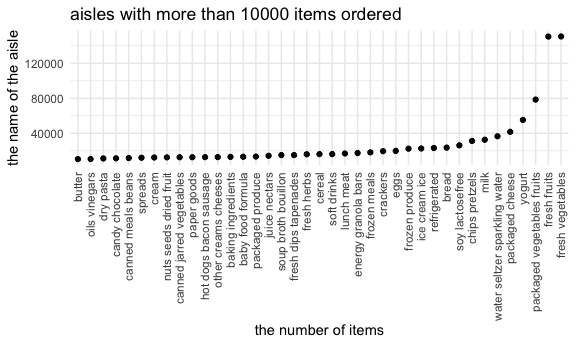 aisles with more than 10000 items ordered
the name of the aisle
120000
80000
40000
butter
oils vinegars
dry pasta
candy chocolate
canned meals beans
spreads
cream
nuts seeds dried fruit
canned jarred vegetables
paper goods
hot dogs bacon sausage
other creams cheeses
baking ingredients
baby food formula
packaged produce
juice nectars
soup broth bouillon
fresh dips tapenades
fresh herbs
cereal
soft drinks
lunch meat
energy granola bars
frozen meals
crackers
eggs
frozen produce
ice cream ice
refrigerated
bread
soy lactosefree
chips pretzels
milk
water seltzer sparkling water
packaged cheese
yogurt
packaged vegetables fruits
fresh fruits
fresh vegetables
the number of items